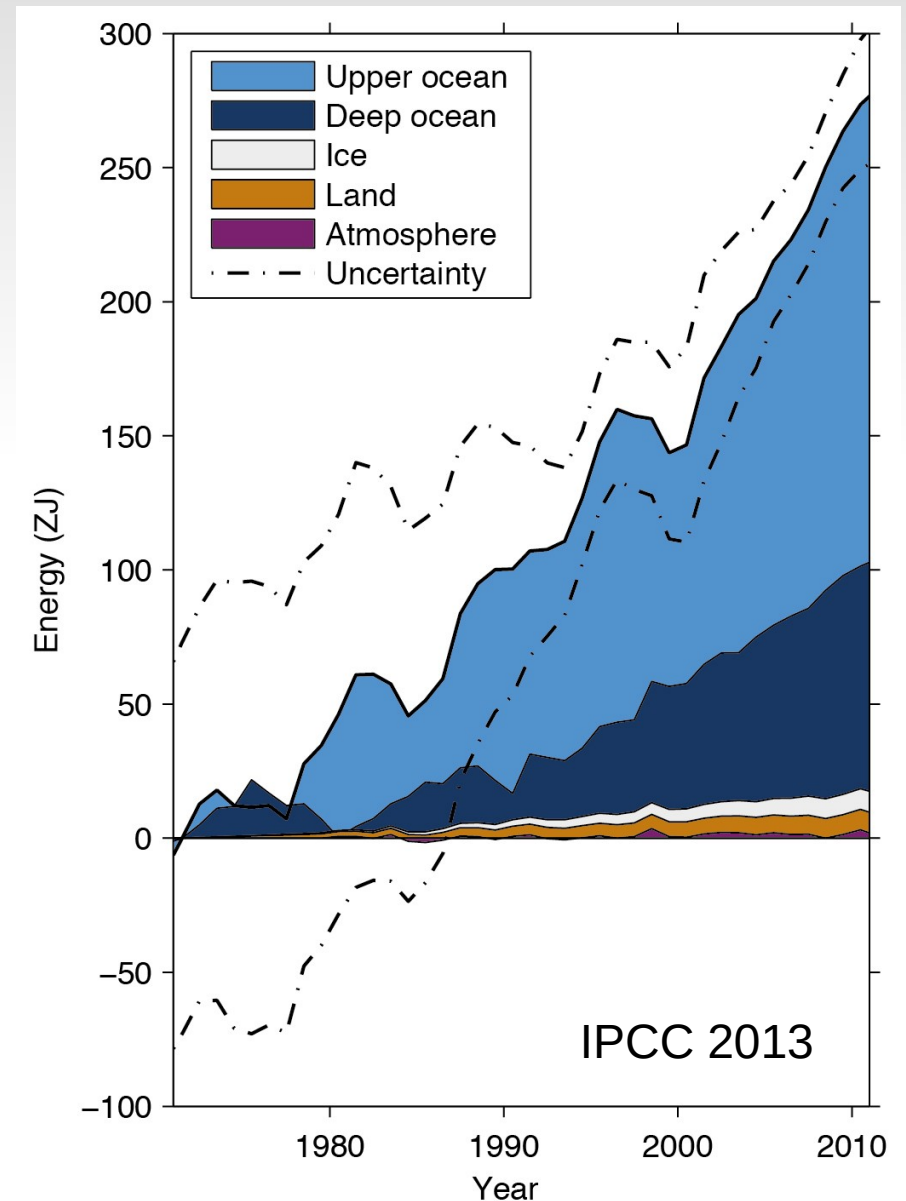 300
250
200
150
100
50
0
−50
−100
Energy (ZJ)
Upper ocean
Deep ocean
Ice
Land
Atmosphere
Uncertainty
IPCC 2013
1980 1990 2000 2010
Year